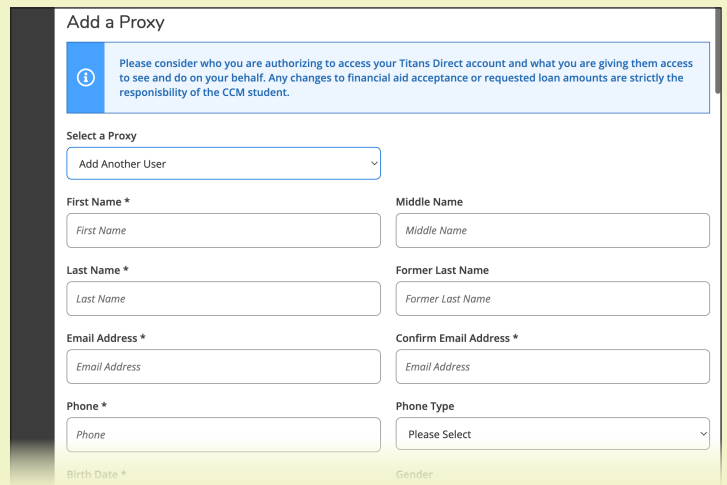 Add a Proxy
Please consider who you are authorizing to access your Titans Direct account and what you are giving them access
to see and do on your behalf. Any changes to financial aid acceptance or requested loan amounts are strictly the
responisbility of the CCM student.
Select a Proxy
Add Another User
First Name *
Middle Name
First Name
Middle Name
Last Name *
Former Last Name
Last Name
Former Last Name
Email Address *
Confirm Email Address *
Email Address
Email Address
Phone *
Phone Type
Phone
Please Select
Birth Date *
Gender